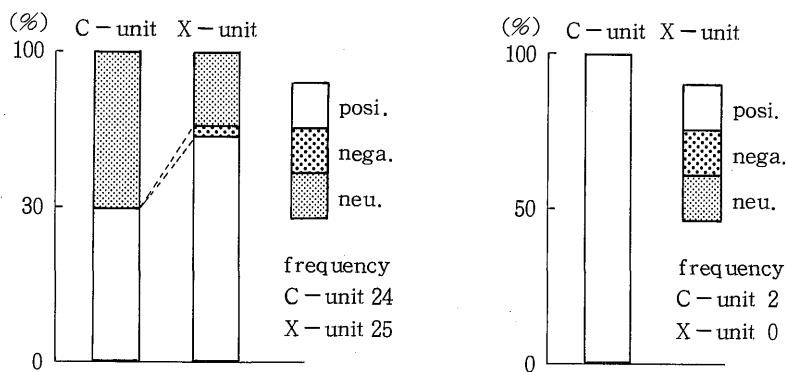 (%) C-unit X-unit
100
30
0
posi.
nega.
neu.
frequency
C-unit 24
X-unit 25
(%) C-unit X-unit
100
50
0
posi.
nega.
neu.
frequency
C-unit 2
X-unit 0